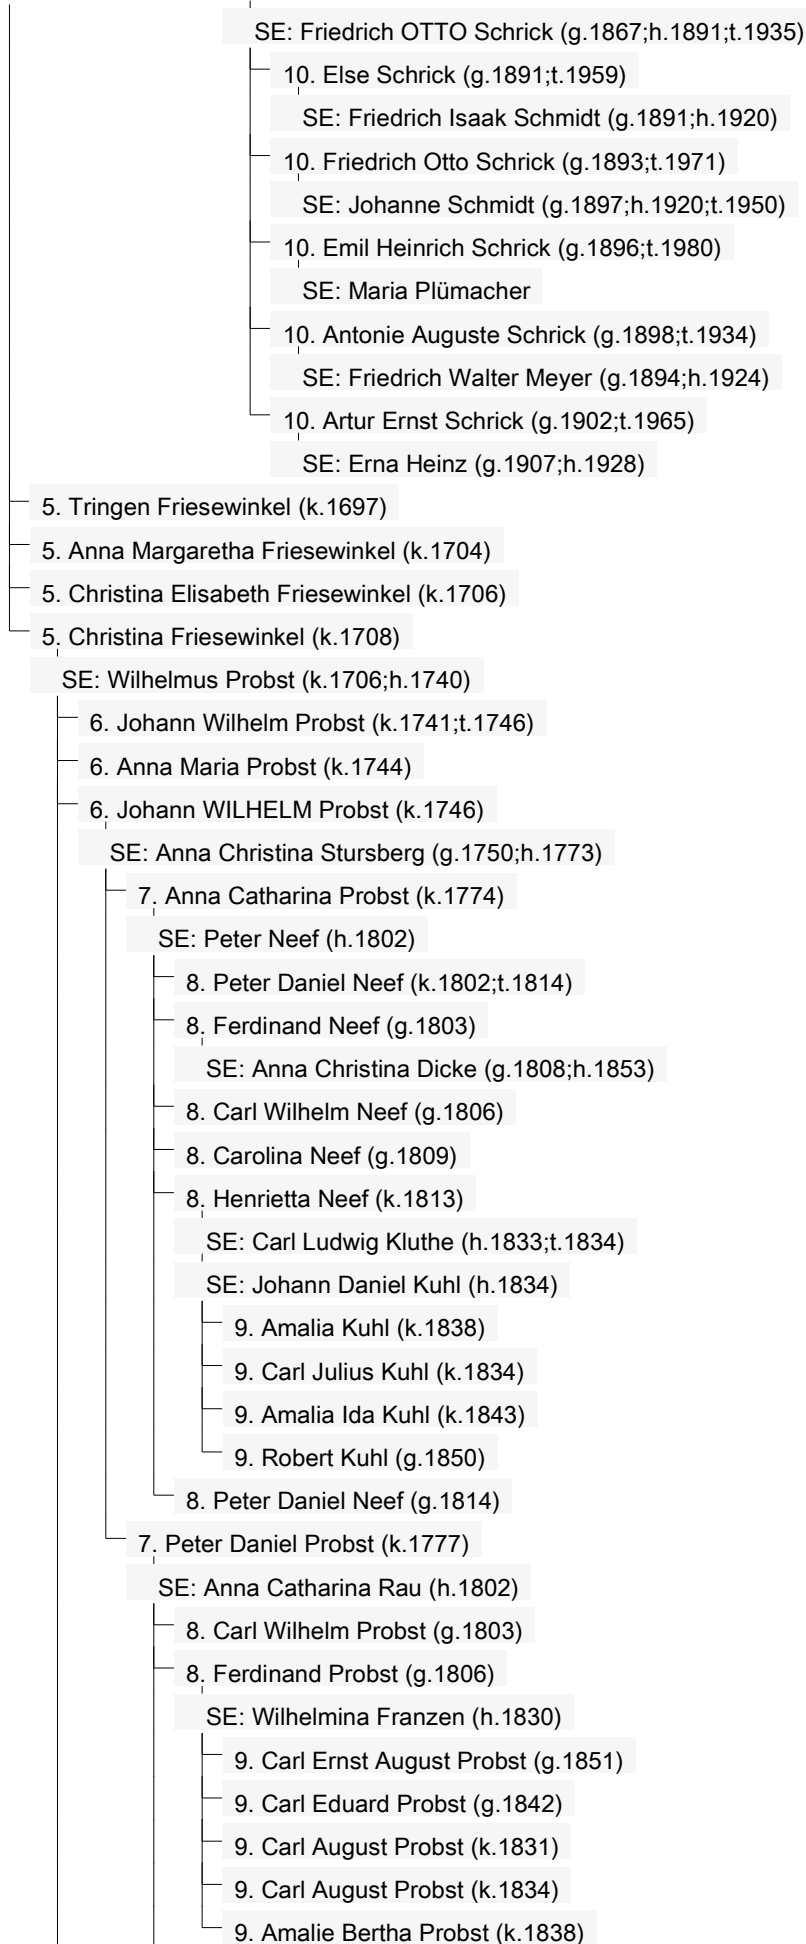 SE: Friedrich OTTO Schrick (g.1867;h.1891;t.1935)
10. Else Schrick (g.1891;t.1959)
SE: Friedrich Isaak Schmidt (g.1891;h.1920)
10. Friedrich Otto Schrick (g.1893;t.1971)
SE: Johanne Schmidt (g.1897;h.1920;t.1950)
10. Emil Heinrich Schrick (g.1896;t.1980)
SE: Maria Plümacher
10. Antonie Auguste Schrick (g.1898;t.1934)
SE: Friedrich Walter Meyer (g.1894;h.1924)
10. Artur Ernst Schrick (g.1902;t.1965)
SE: Erna Heinz (g.1907;h.1928)
5. Tringen Friesewinkel (k.1697)
5. Anna Margaretha Friesewinkel (k.1704)
5. Christina Elisabeth Friesewinkel (k.1706)
5. Christina Friesewinkel (k.1708)
SE: Wilhelmus Probst (k.1706;h.1740)
6. Johann Wilhelm Probst (k.1741;t.1746)
6. Anna Maria Probst (k.1744)
6. Johann WILHELM Probst (k.1746)
SE: Anna Christina Stursberg (g.1750;h.1773)
7. Anna Catharina Probst (k.1774)
SE: Peter Neef (h.1802)
8. Peter Daniel Neef (k.1802;t.1814)
8. Ferdinand Neef (g.1803)
SE: Anna Christina Dicke (g.1808;h.1853)
8. Carl Wilhelm Neef (g.1806)
8. Carolina Neef (g.1809)
8. Henrietta Neef (k.1813)
SE: Carl Ludwig Kluthe (h.1833;t.1834)
SE: Johann Daniel Kuhl (h.1834)
9. Amalia Kuhl (k.1838)
9. Carl Julius Kuhl (k.1834)
9. Amalia Ida Kuhl (k.1843)
9. Robert Kuhl (g.1850)
8. Peter Daniel Neef (g.1814)
7. Peter Daniel Probst (k.1777)
SE: Anna Catharina Rau (h.1802)
8. Carl Wilhelm Probst (g.1803)
8. Ferdinand Probst (g.1806)
SE: Wilhelmina Franzen (h.1830)
9. Carl Ernst August Probst (g.1851)
9. Carl Eduard Probst (g.1842)
9. Carl August Probst (k.1831)
9. Carl August Probst (k.1834)
9. Amalie Bertha Probst (k.1838)